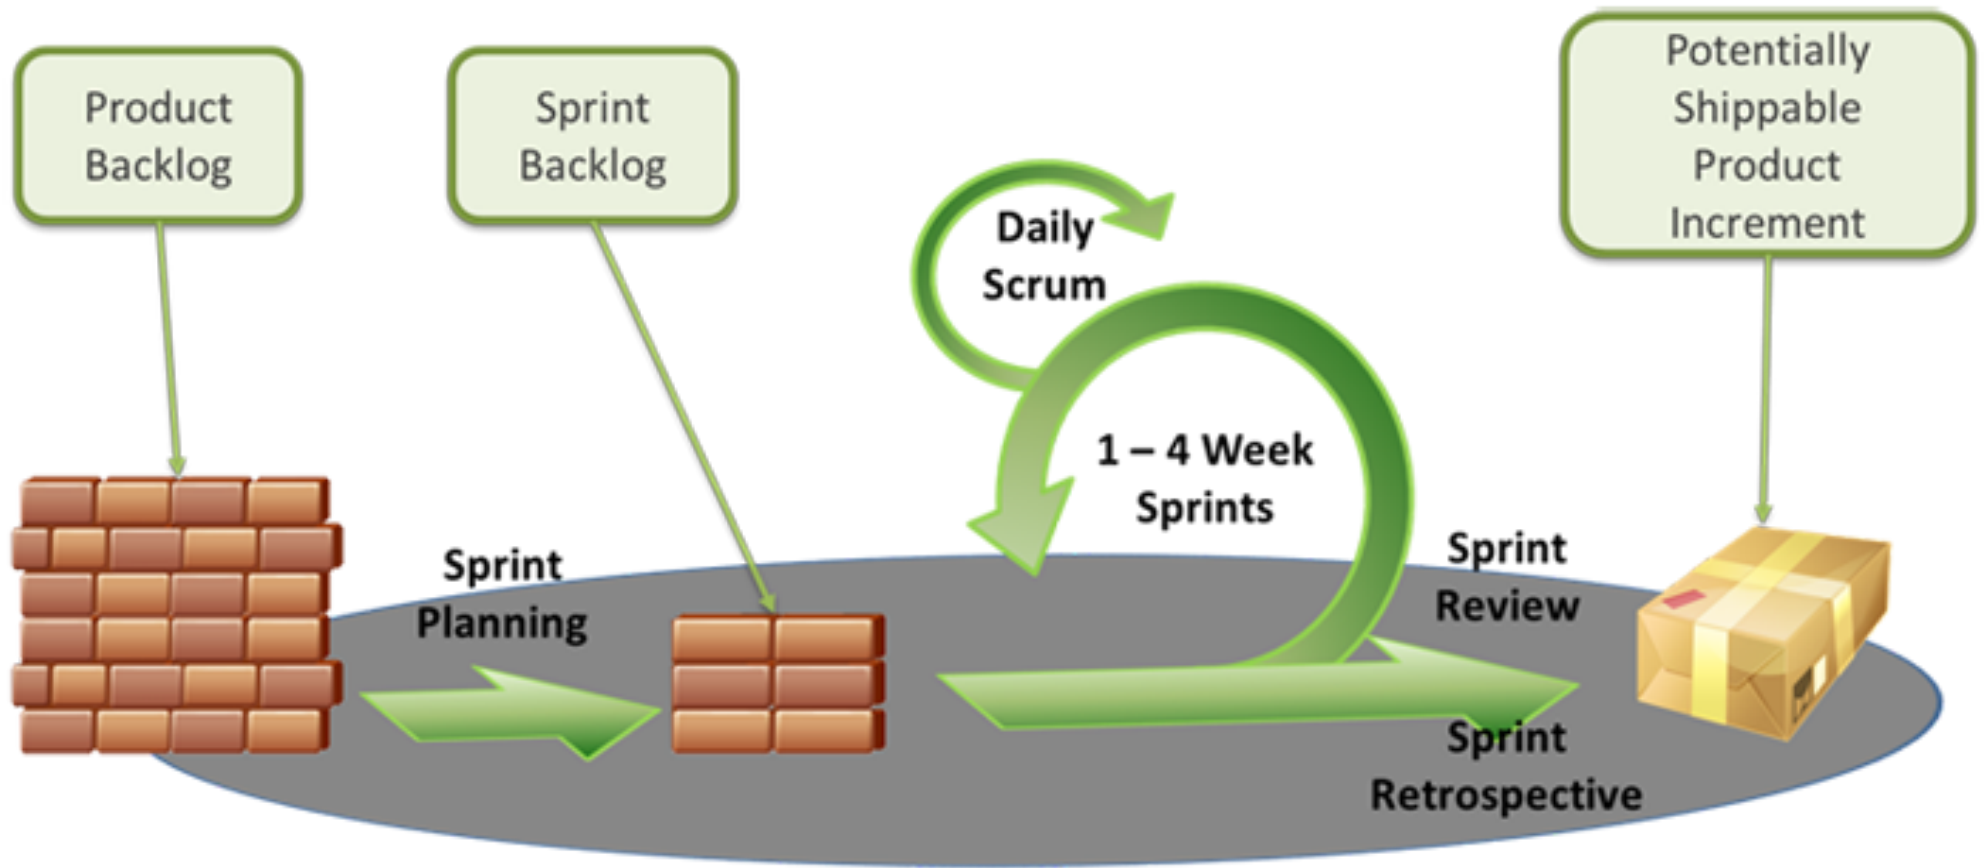 Product
Backlog
Sprint
Backlog
Potentially
Shippable
Product
Increment
Daily
Scrum
1 – 4 Week
Sprints
Sprint
Planning
Sprint
Review
Sprint
Retrospective